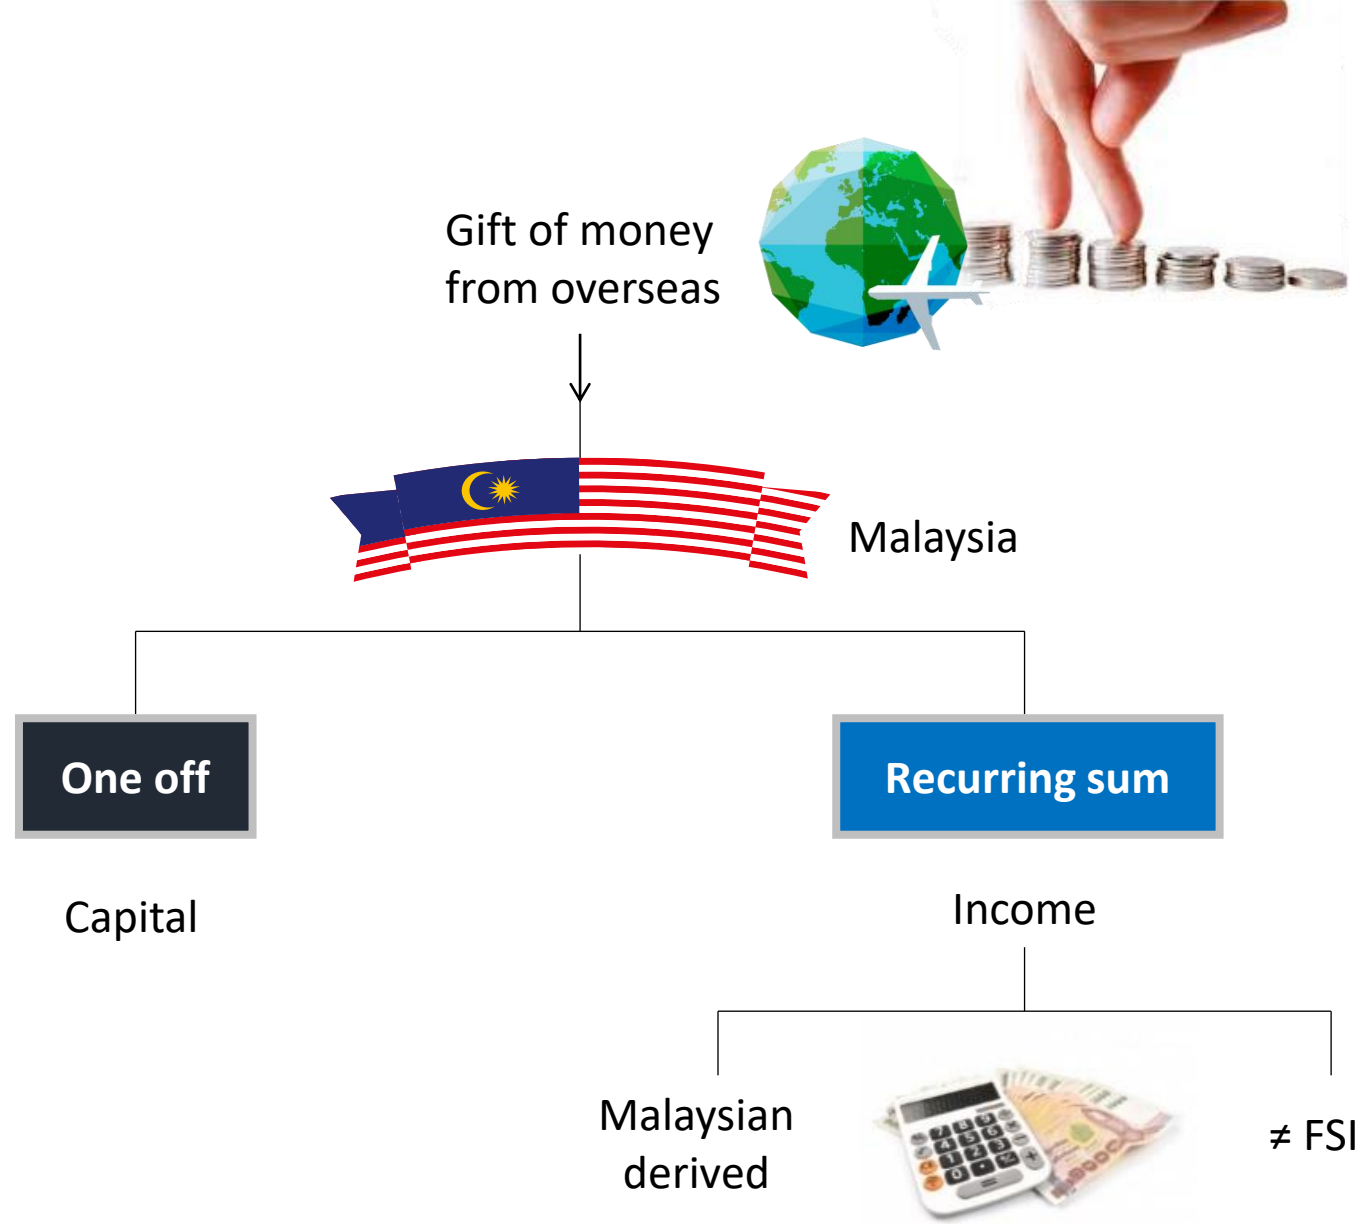 Gift of money
from overseas
Malaysia
One off
Recurring sum
Capital
Income
Malaysian
derived
≠ FSI